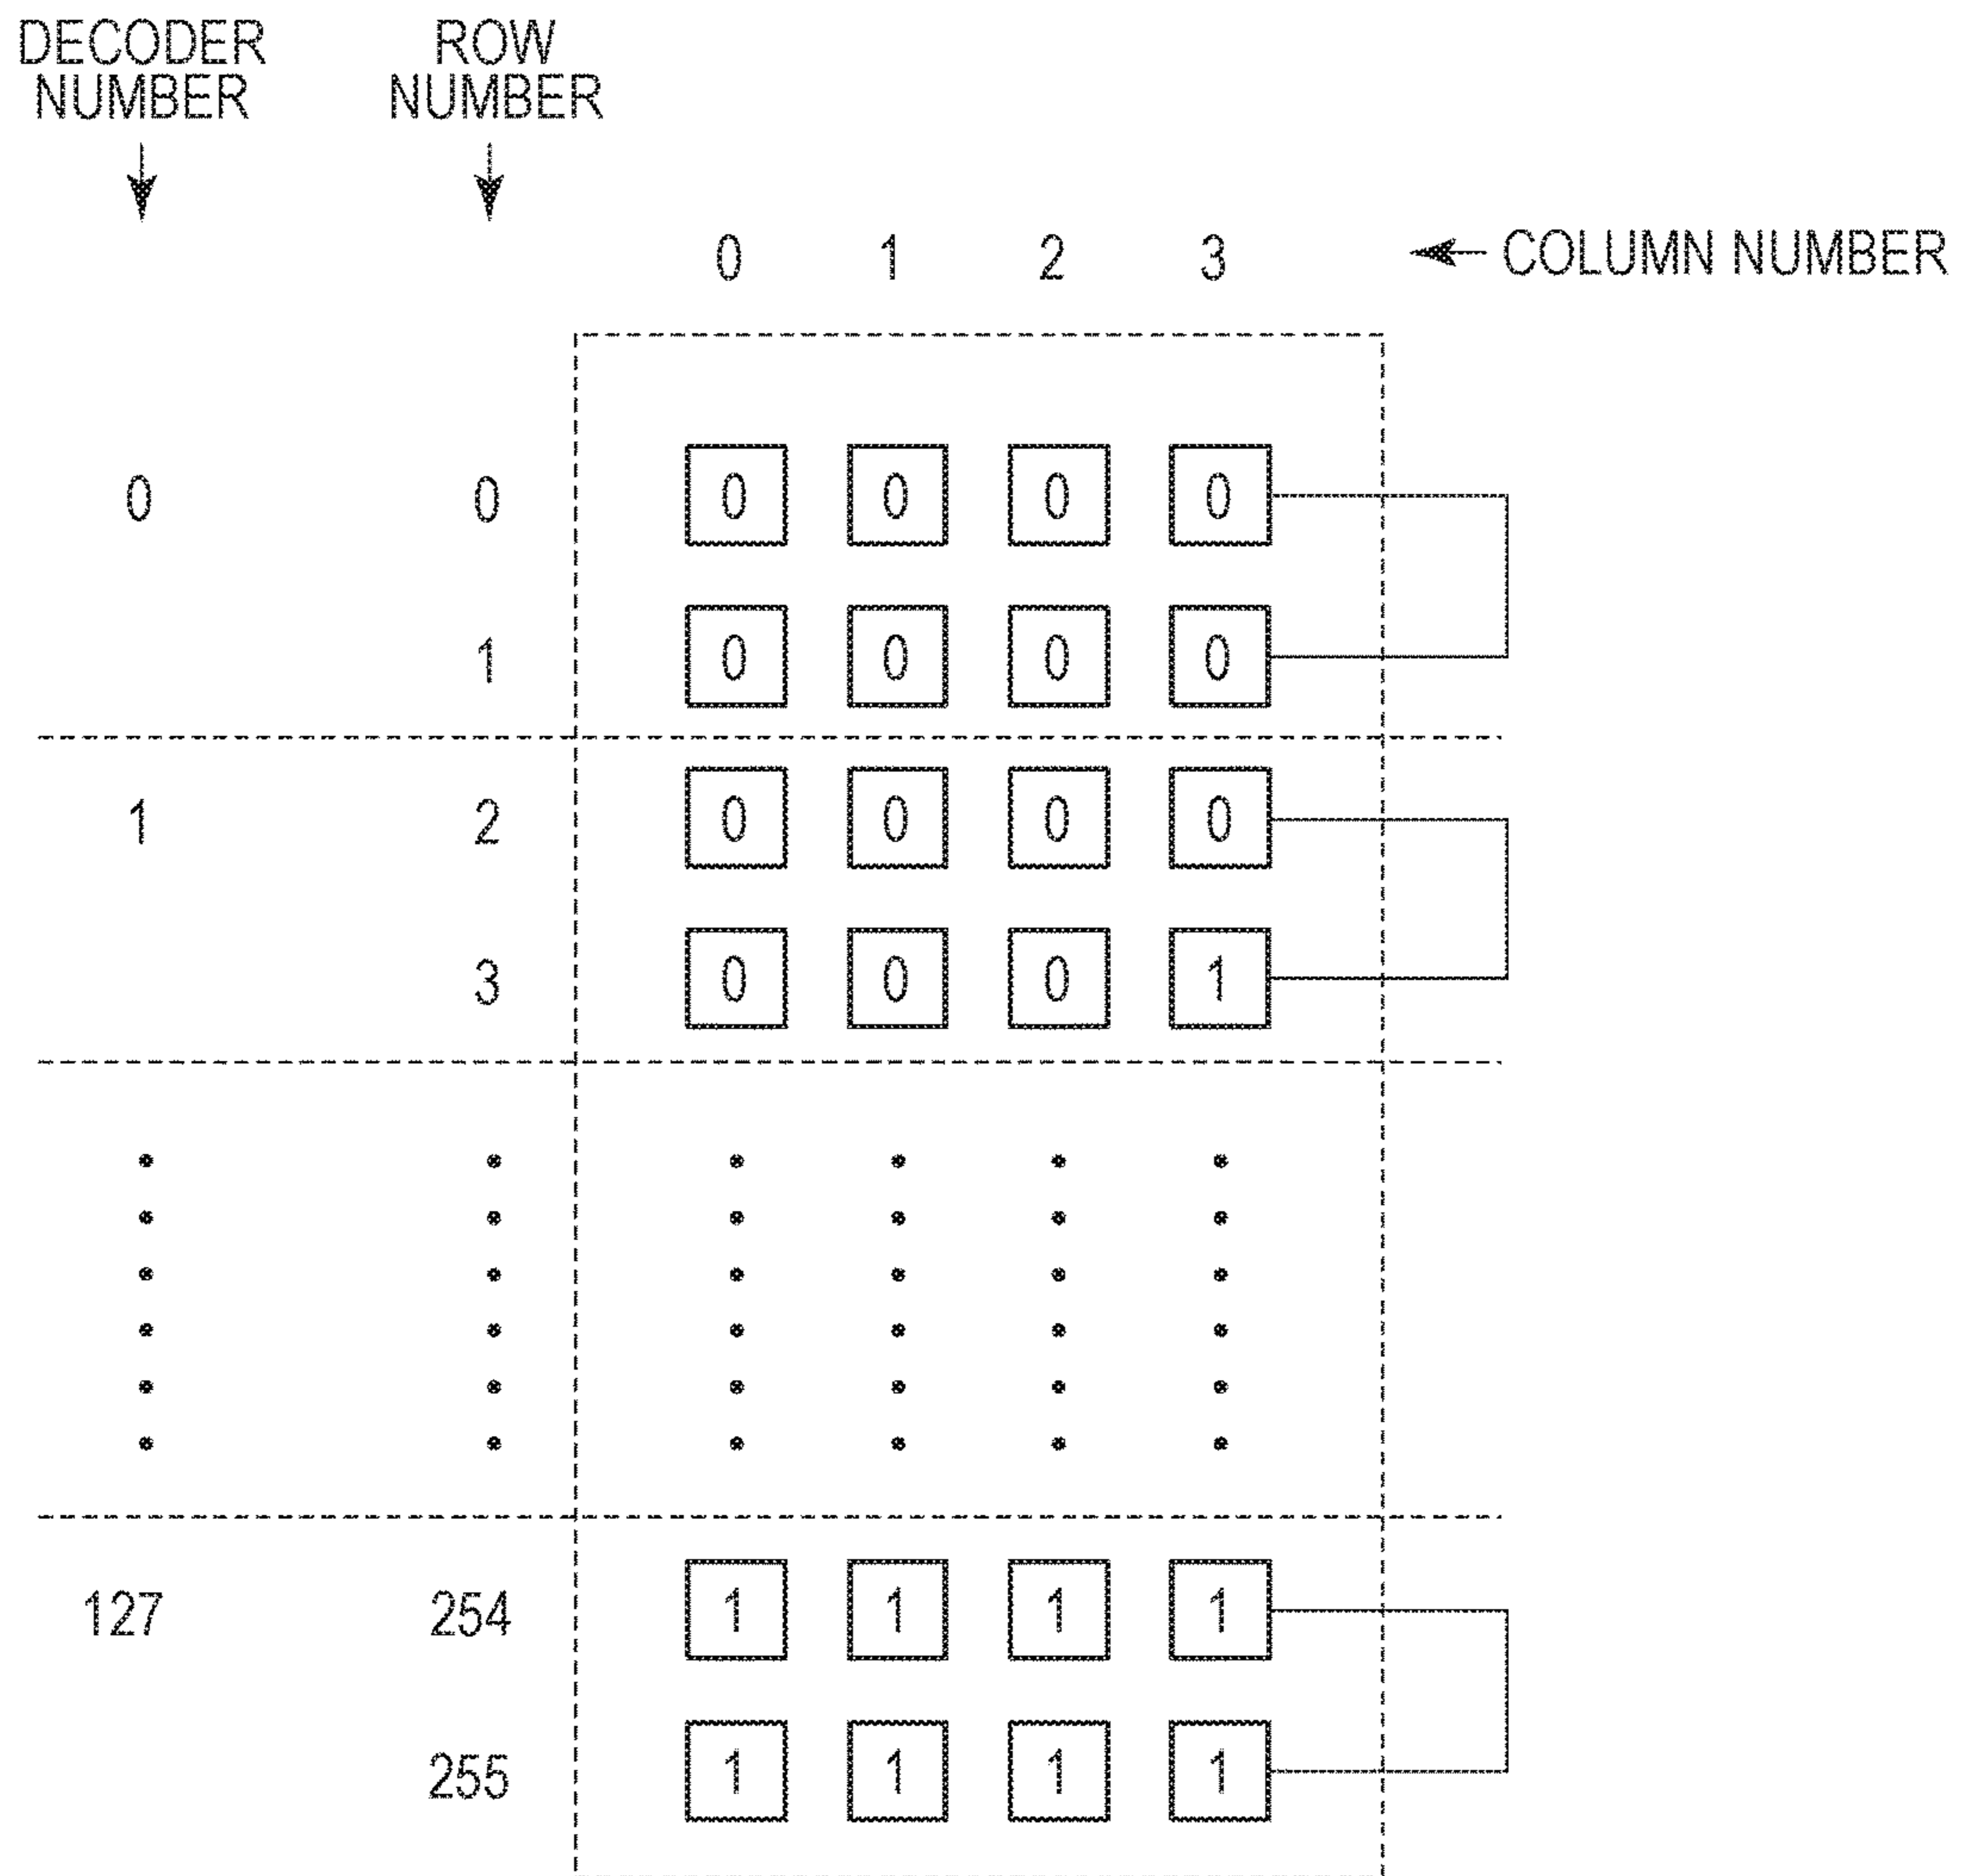 DECODER NUMBER
ROW NUMBER
0 1 2 3 COLUMN NUMBER
0 0 0 0 0 0
1 0 0 0 0
1 2 0 0 0 0
3 0 0 0 1
127 254 1 1 1 1
255 1 1 1 1